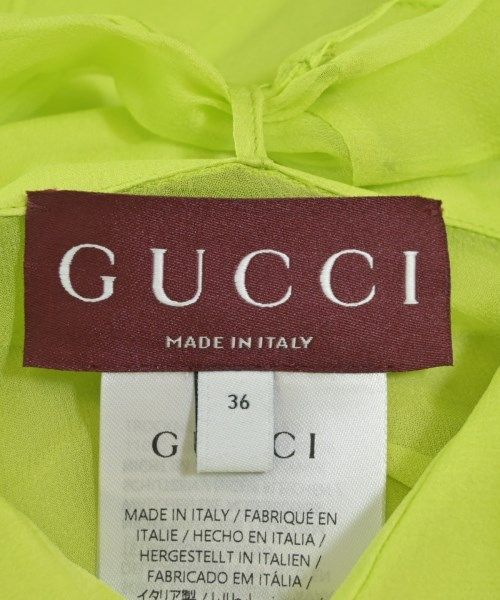 GUCCI
MADE IN ITALY
36
GUCCI
MADE IN ITALY / FABRIQUÉ EN
ITALIE / HECHO EN ITALIA /
HERGESTELLT IN ITALIEN /
FABRICADO EM ITÁLIA /
イタリア製 /